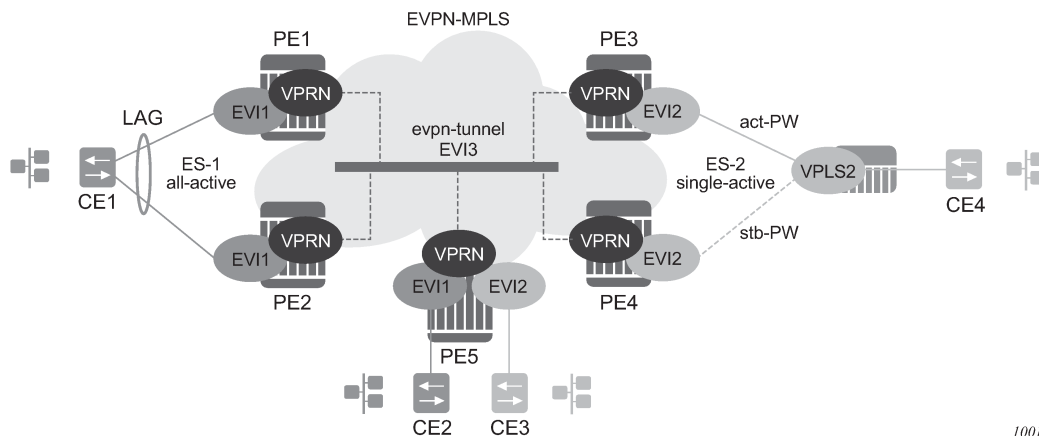 EVPN-MPLS
PE1
PE3
VPRN
VPRN
EVI1
EVI2
LAG
act-PW
evpn-tunnel
EVI3
ES-1
all-active
ES-2
single-active
VPLS2
CE1
CE4
VPRN
VPRN
stb-PW
VPRN
EVI1
EVI2
EVI1
EVI2
PE2
PE4
PE5
CE2
CE3
1001